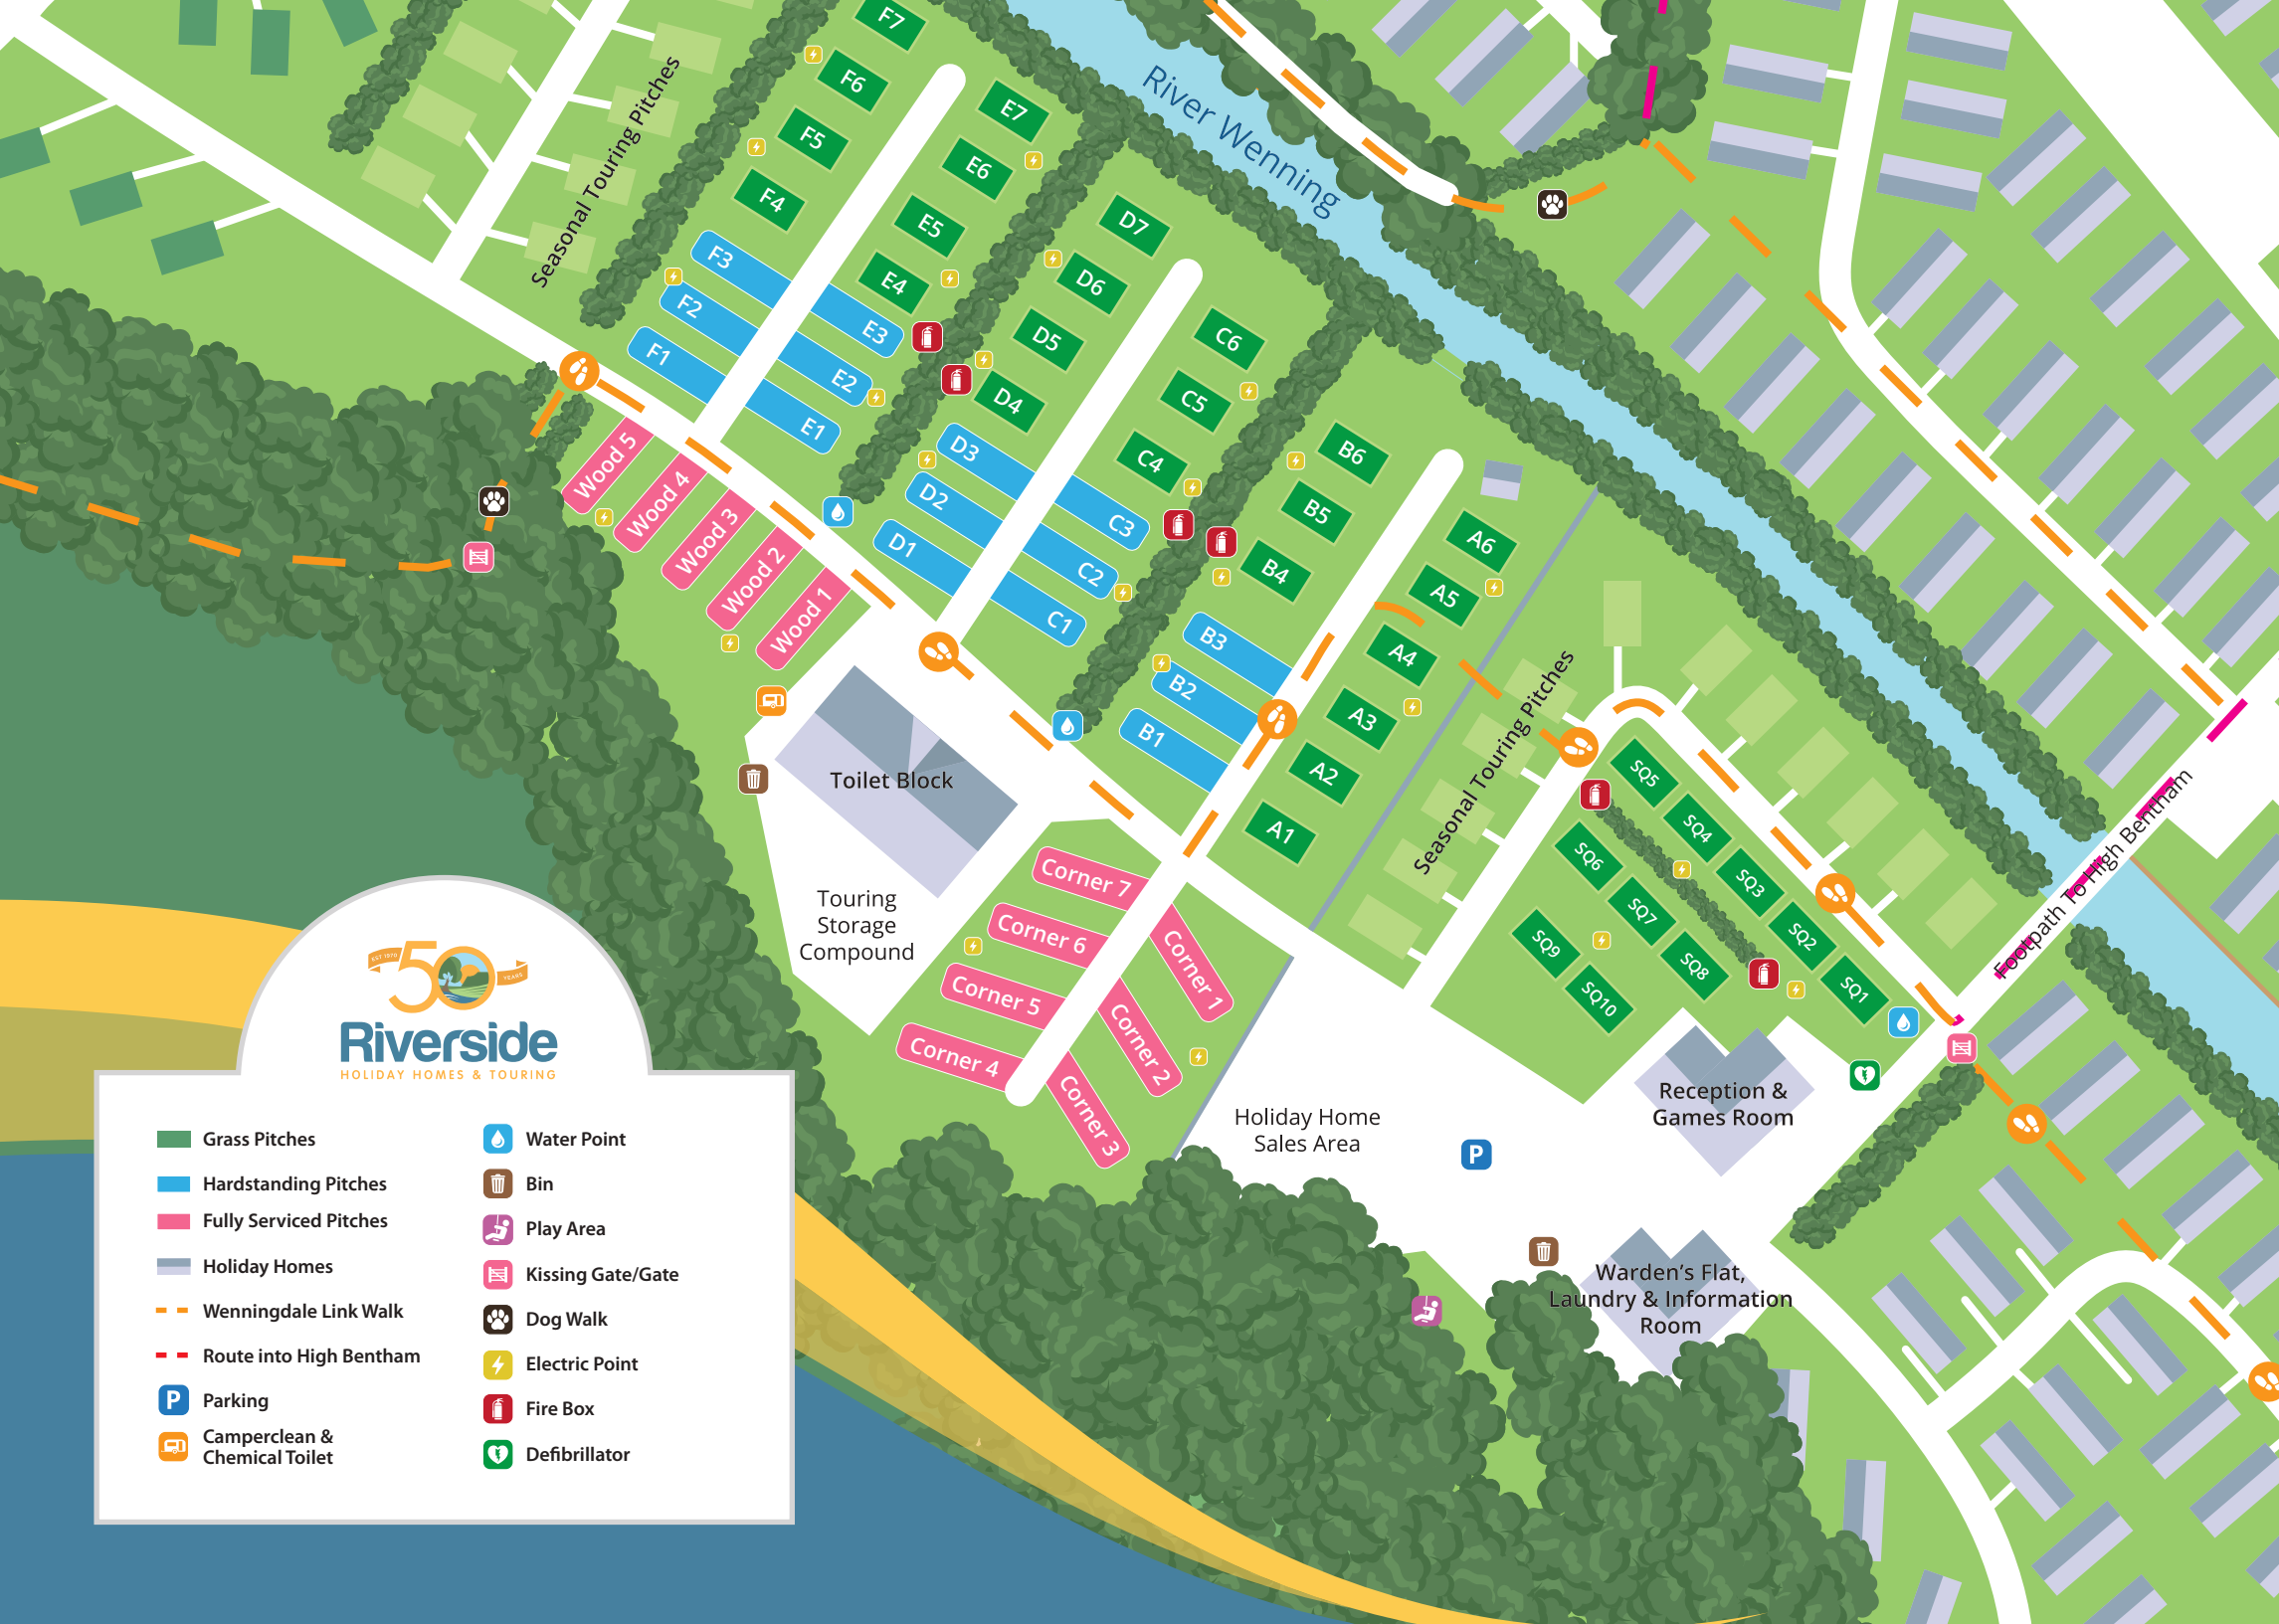 F7
F6
F5
F4
F3
F2
F1
E7
E6
E5
E4
E3
E2
E1
D7
D6
D5
D4
D3
D2
D1
C6
C5
C4
C3
C2
C1
B6
B5
B4
B3
B2
B1
A6
A5
A4
A3
A2
A1
Seasonal Touring Pitches
River Wenning
Wood 5
Wood 4
Wood 3
Wood 2
Wood 1
Toilet Block
Touring
Storage
Compound
Corner 7
Corner 6
Corner 5
Corner 4
Corner 1
Corner 2
Corner 3
Seasonal Touring Pitches
SQ5
SQ4
SQ3
SQ2
SQ1
SQ6
SQ7
SQ8
SQ9
SQ10
Footpath To High Bentham
Reception &
Games Room
Holiday Home
Sales Area
P
Warden's Flat,
Laundry & Information
Room
EST 1970
50
YEARS
Riverside
HOLIDAY HOMES & TOURING
Grass Pitches
Hardstanding Pitches
Fully Serviced Pitches
Holiday Homes
Wenningdale Link Walk
Route into High Bentham
P
Parking
Camperclean &
Chemical Toilet
Water Point
Bin
Play Area
Kissing Gate/Gate
Dog Walk
Electric Point
Fire Box
Defibrillator